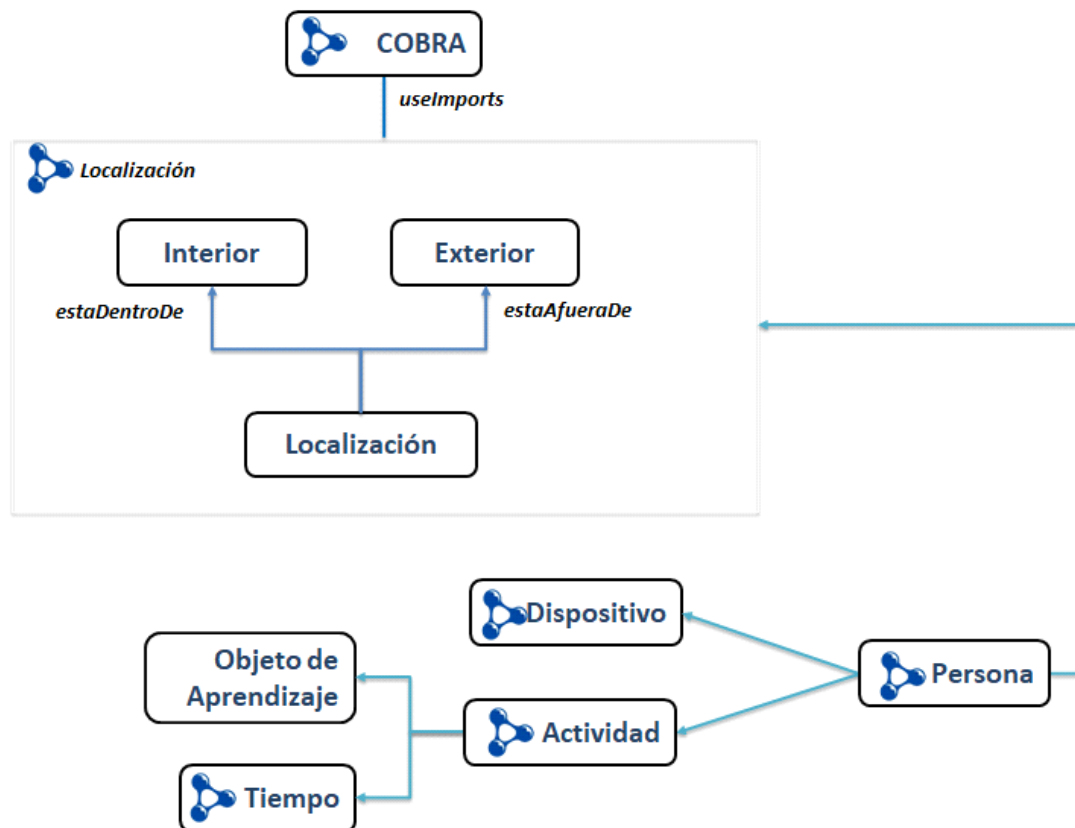 COBRA
useImports
Localización
Interior
Exterior
estaDentroDe
estaAfueraDe
Localización
Dispositivo
Objeto de
Aprendizaje
Persona
Actividad
Tiempo